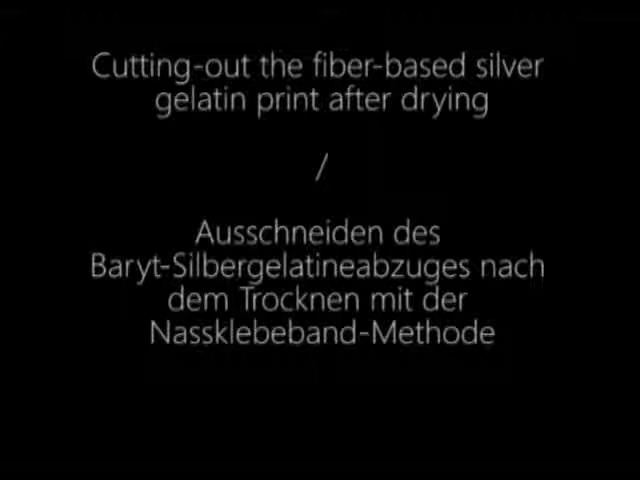 Cutting-out the fiber-based silver
gelatin print after drying
/
Ausschneiden des
Baryt-Silbergelatineabzuges nach
dem Trocknen mit der
Nassklebeband-Methode